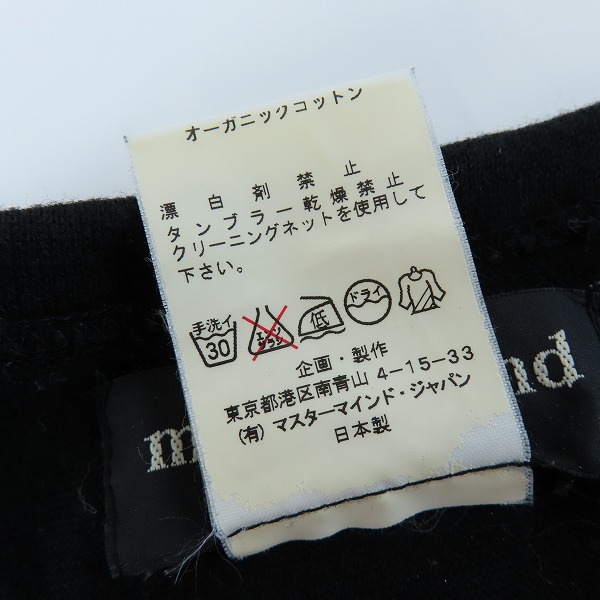 オーガニックコットン
漂白剤禁止
タンブラー乾燥禁止
クリーニングネットを使用して
下さい。
手洗イ 30 エンソサラシ 低 ドライ
企画・製作
東京都港区南青山 4-15-33
(有) マスターマインド・ジャパン
日本製
m nd